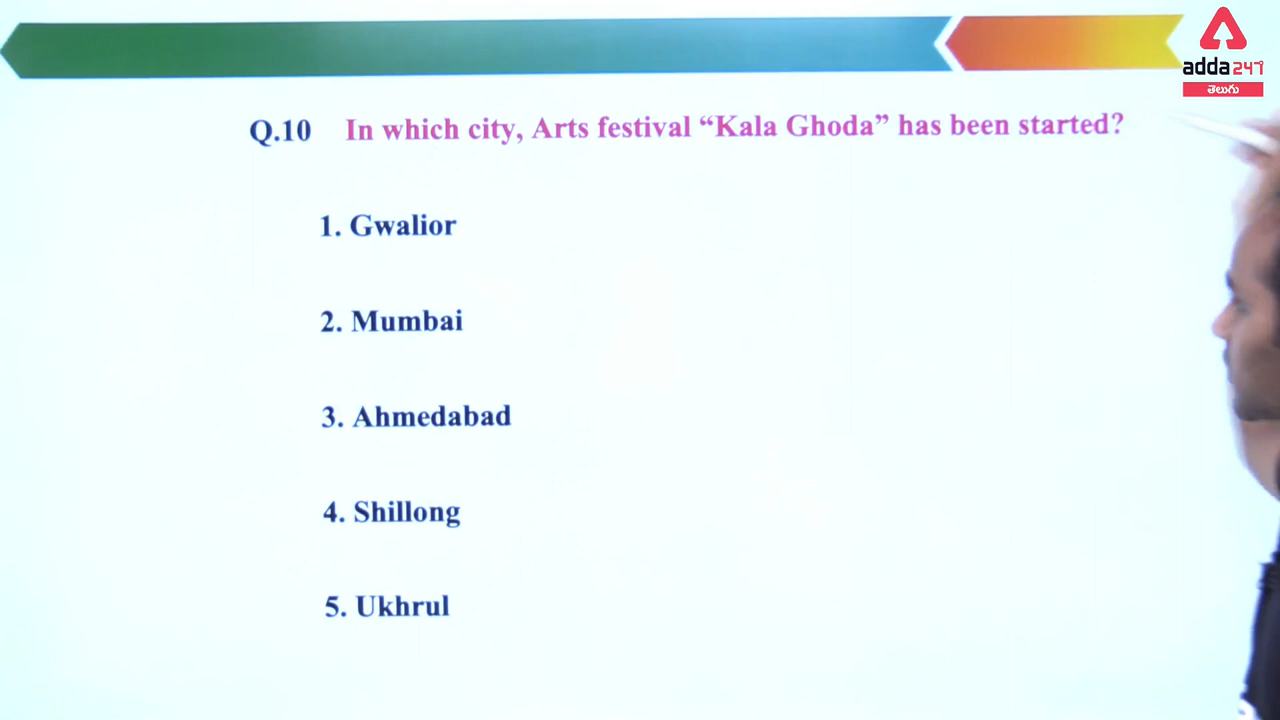 adda247
తెలుగు
Q.10 In which city, Arts festival “Kala Ghoda” has been started?
1. Gwalior
2. Mumbai
3. Ahmedabad
4. Shillong
5. Ukhrul